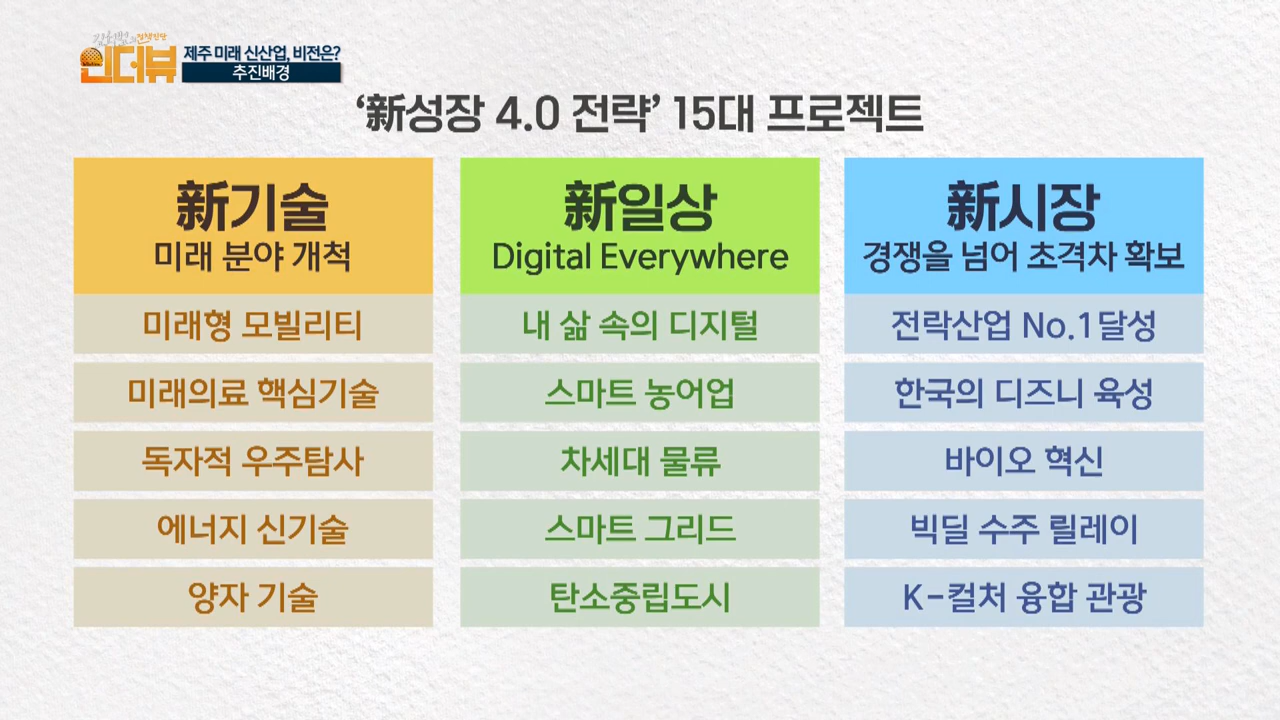 인더뷰
제주 미래 신산업, 비전은?
추진배경
‘新성장 4.0 전략’ 15대 프로젝트
新기술
미래 분야 개척
미래형 모빌리티
미래의료 핵심기술
독자적 우주탐사
에너지 신기술
양자 기술
新일상
Digital Everywhere
내 삶 속의 디지털
스마트 농어업
차세대 물류
스마트 그리드
탄소중립도시
新시장
경쟁을 넘어 초격차 확보
전략산업 No.1달성
한국의 디즈니 육성
바이오 혁신
빅딜 수주 릴레이
K-컬처 융합 관광